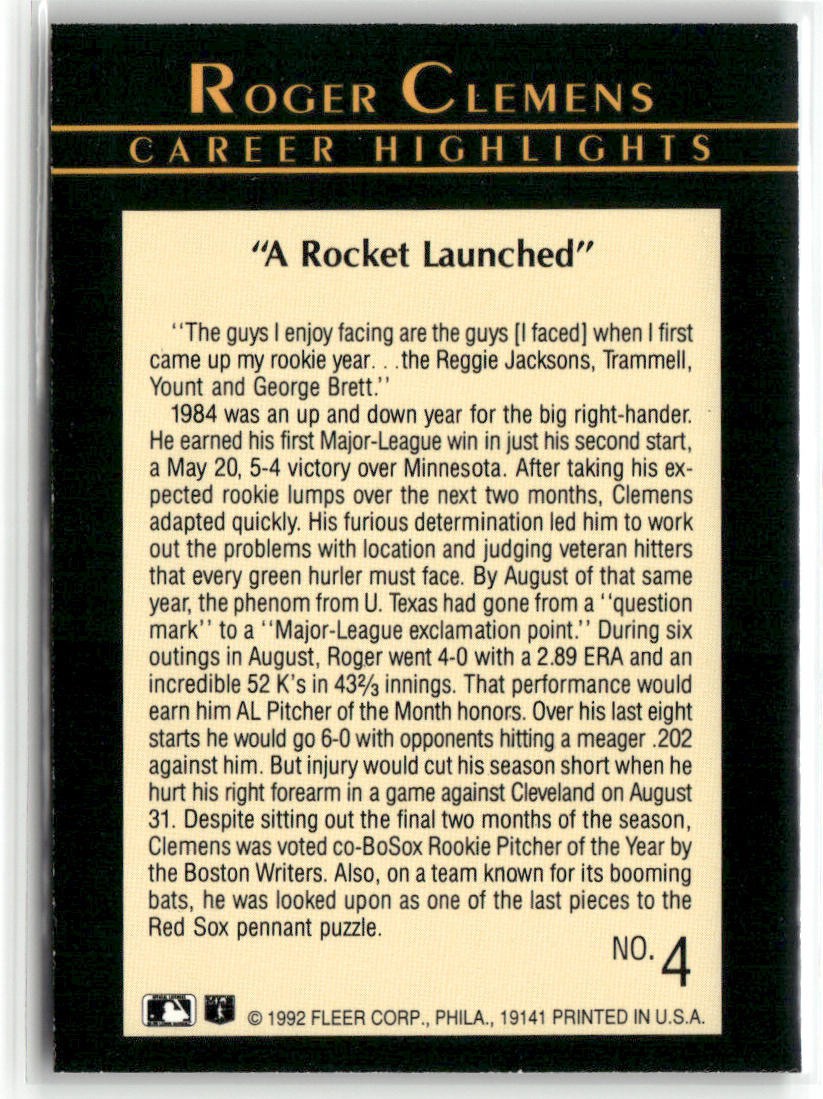 ROGER CLEMENS
CAREER HIGHLIGHTS
“A Rocket Launched”
‘‘The guys I enjoy facing are the guys [I faced] when I first
came up my rookie year. . .the Reggie Jacksons, Trammell,
Yount and George Brett.’’
1984 was an up and down year for the big right-hander.
He earned his first Major-League win in just his second start,
a May 20, 5-4 victory over Minnesota. After taking his ex-
pected rookie lumps over the next two months, Clemens
adapted quickly. His furious determination led him to work
out the problems with location and judging veteran hitters
that every green hurler must face. By August of that same
year, the phenom from U. Texas had gone from a ‘‘question
mark’’ to a ‘‘Major-League exclamation point.’’ During six
outings in August, Roger went 4-0 with a 2.89 ERA and an
incredible 52 K's in 43⅔ innings. That performance would
earn him AL Pitcher of the Month honors. Over his last eight
starts he would go 6-0 with opponents hitting a meager .202
against him. But injury would cut his season short when he
hurt his right forearm in a game against Cleveland on August
31. Despite sitting out the final two months of the season,
Clemens was voted co-BoSox Rookie Pitcher of the Year by
the Boston Writers. Also, on a team known for its booming
bats, he was looked upon as one of the last pieces to the
Red Sox pennant puzzle.
NO. 4
© 1992 FLEER CORP., PHILA., 19141 PRINTED IN U.S.A.